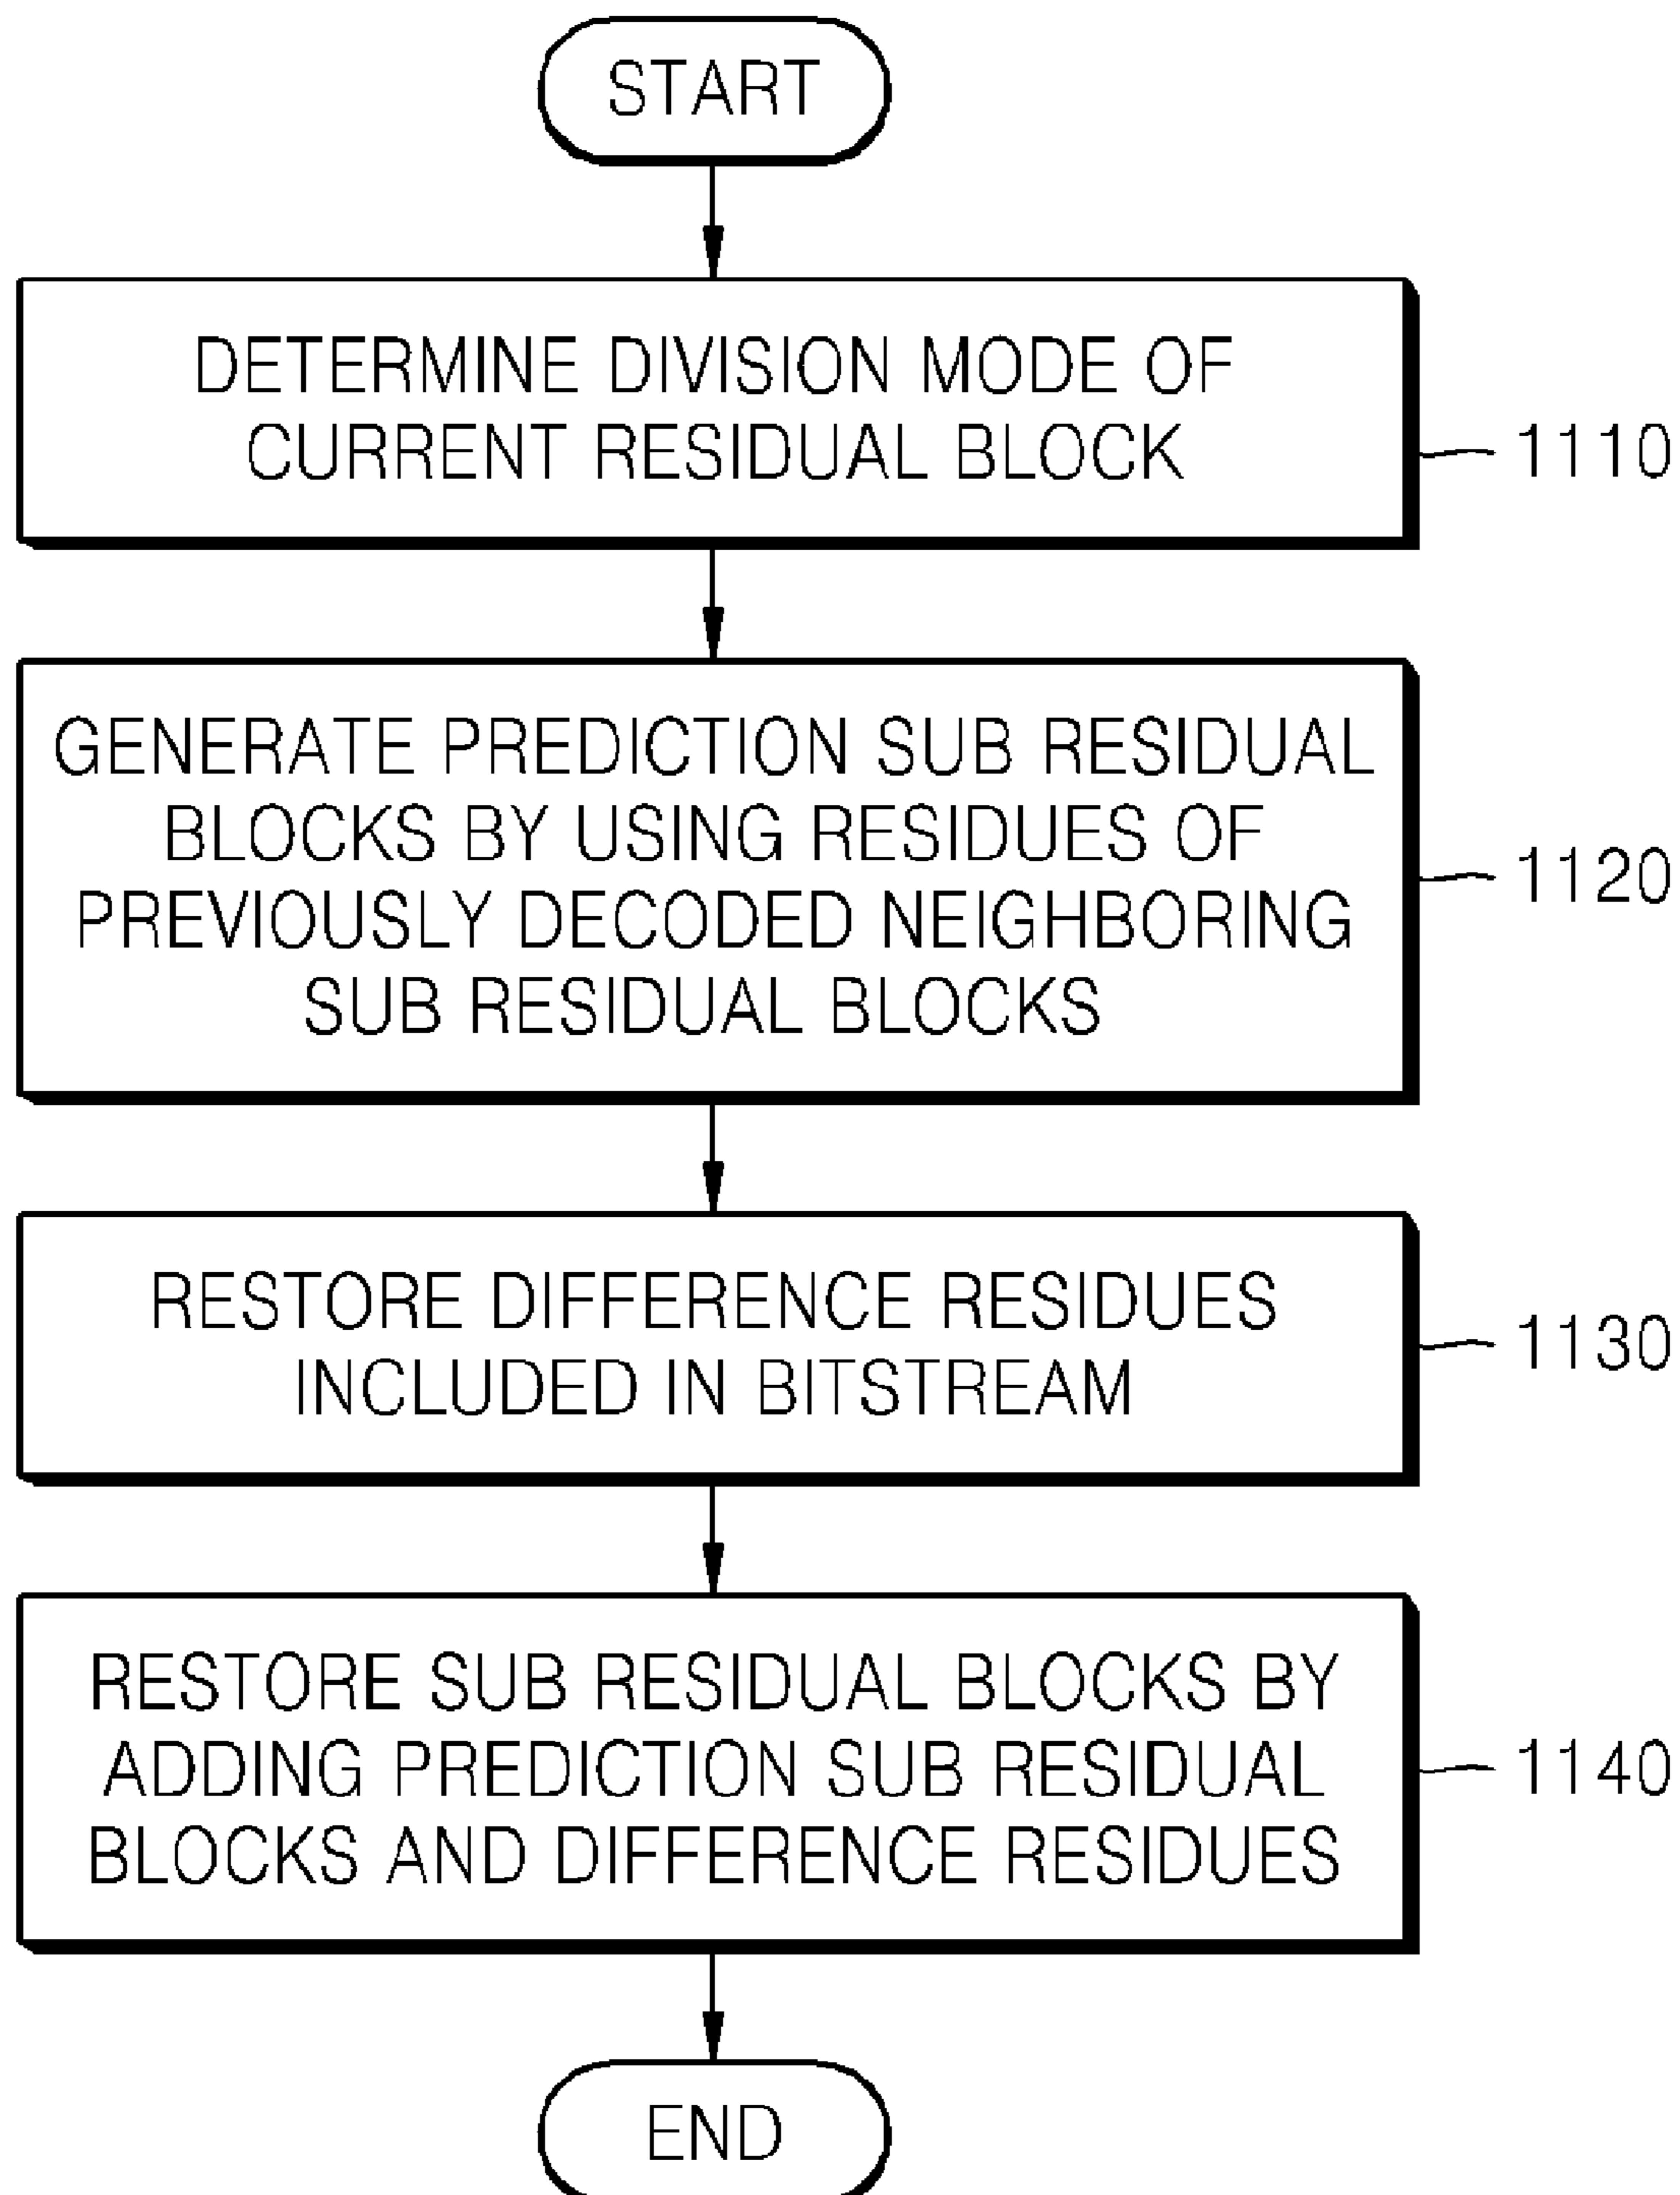 START
DETERMINE DIVISION MODE OF
CURRENT RESIDUAL BLOCK
1110
GENERATE PREDICTION SUB RESIDUAL
BLOCKS BY USING RESIDUES OF
PREVIOUSLY DECODED NEIGHBORING
SUB RESIDUAL BLOCKS
1120
RESTORE DIFFERENCE RESIDUES
INCLUDED IN BITSTREAM
1130
RESTORE SUB RESIDUAL BLOCKS BY
ADDING PREDICTION SUB RESIDUAL
BLOCKS AND DIFFERENCE RESIDUES
1140
END